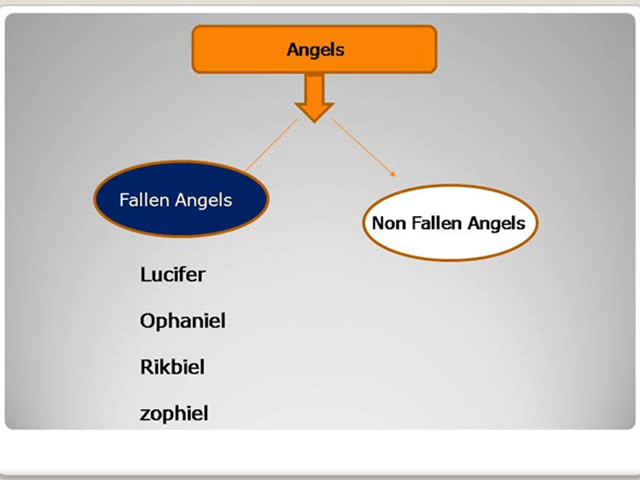 Angels
Fallen Angels
Non Fallen Angels
Lucifer
Ophaniel
Rikbiel
zophiel